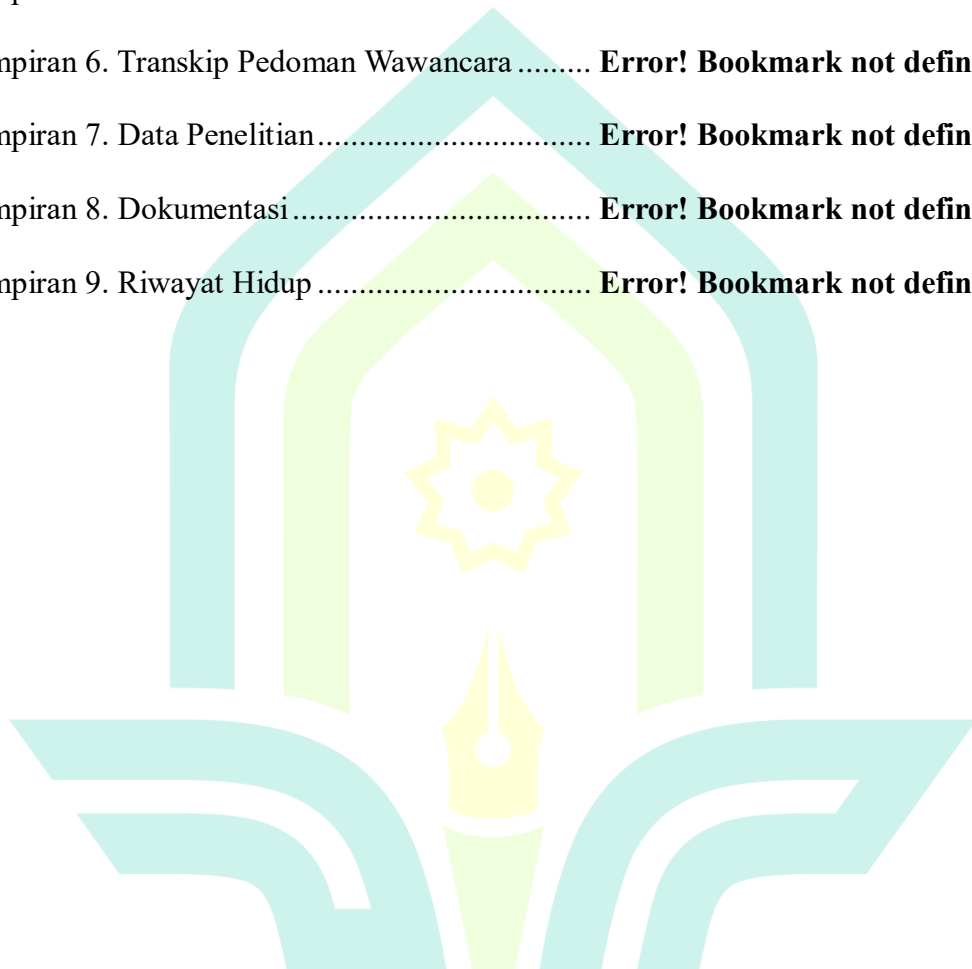 mpiran 6. Transkip Pedoman Wawancara ......... Error! Bookmark not defin
mpiran 7. Data Penelitian ................................ Error! Bookmark not defin
mpiran 8. Dokumentasi ................................... Error! Bookmark not defin
mpiran 9. Riwayat Hidup ................................ Error! Bookmark not defin